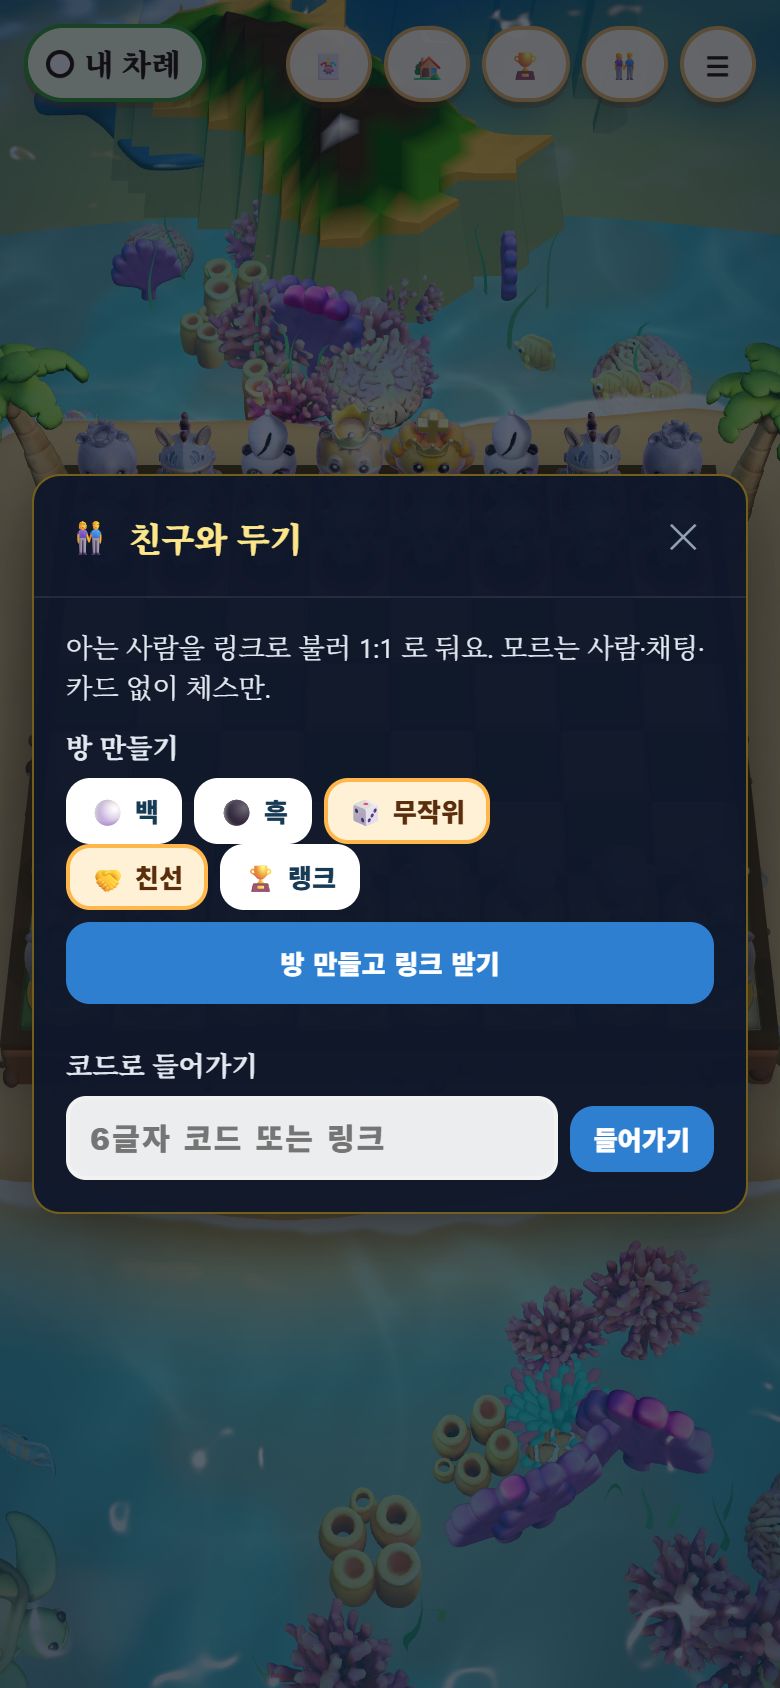 내 차례
친구와 두기
아는 사람을 링크로 불러 1:1 로 둬요. 모르는 사람·채팅·
카드 없이 체스만.
방 만들기
백 흑 무작위
친선 랭크
방 만들고 링크 받기
코드로 들어가기
6글자 코드 또는 링크 들어가기